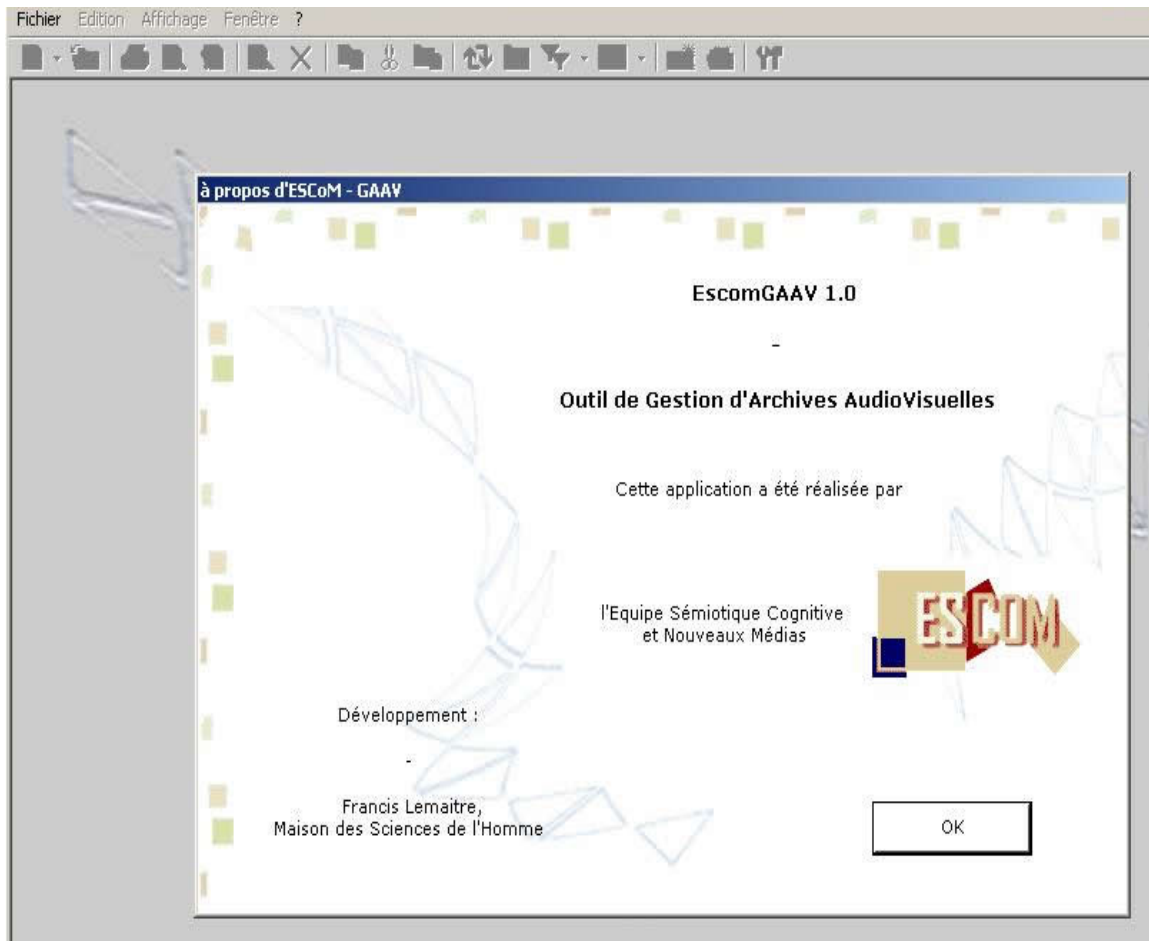 Fichier Edition Affichage Fenêtre ?
à propos d'ESCoM - GAAV
EscomGAAV 1.0
-
Outil de Gestion d'Archives AudioVisuelles
Cette application a été réalisée par
l'Equipe Sémiotique Cognitive
et Nouveaux Médias
ESCOM
Développement :
-
Francis Lemaitre,
Maison des Sciences de l'Homme
OK